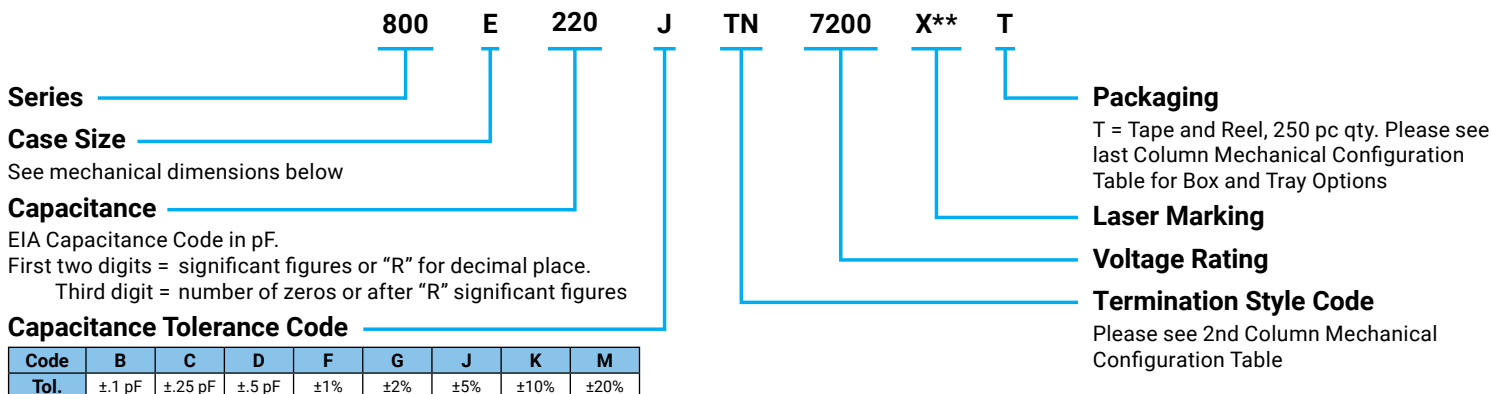 800 E 220 J TN 7200 X** T
Series
Case Size
See mechanical dimensions below
Capacitance
EIA Capacitance Code in pF.
First two digits = significant figures or “R” for decimal place.
Third digit = number of zeros or after “R” significant figures
Capacitance Tolerance Code
Code B C D F G J K M
Tol. ±.1 pF ±.25 pF ±.5 pF ±1% ±2% ±5% ±10% ±20%
Packaging
T = Tape and Reel, 250 pc qty. Please see
last Column Mechanical Configuration
Table for Box and Tray Options
Laser Marking
Voltage Rating
Termination Style Code
Please see 2nd Column Mechanical
Configuration Table